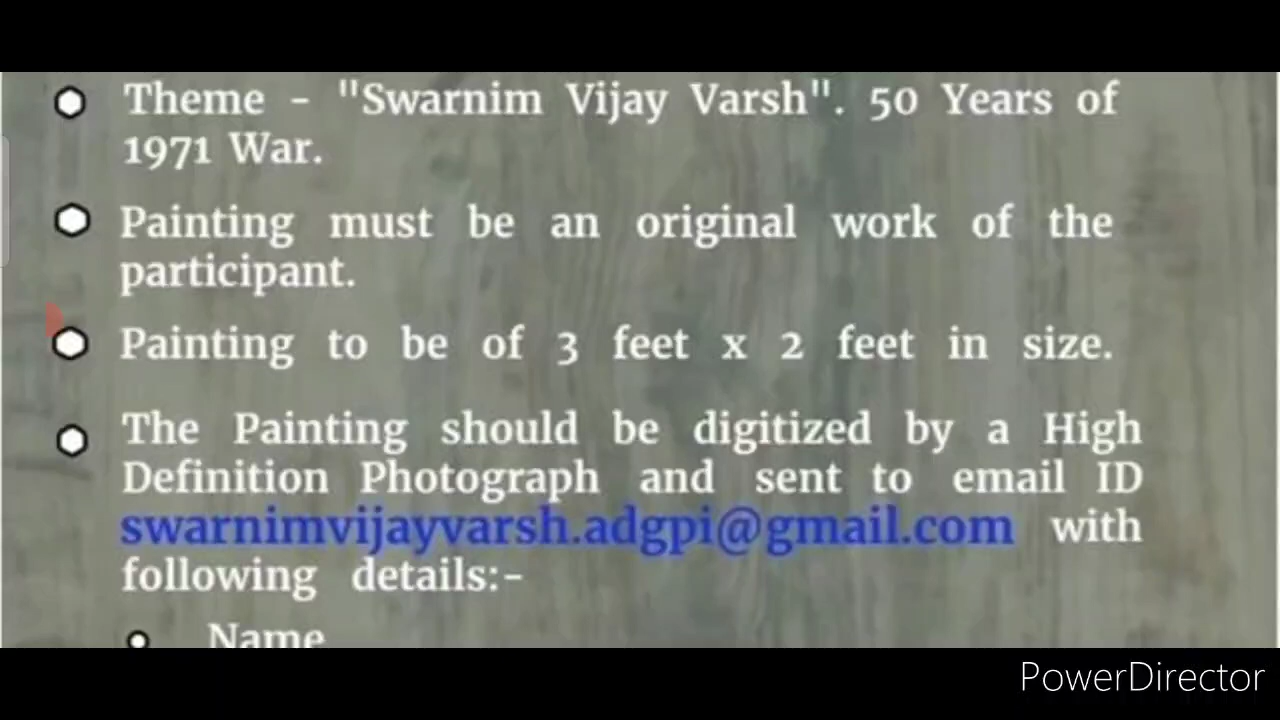 Theme - "Swarnim Vijay Varsh". 50 Years of
1971 War.
Painting must be an original work of the
participant.
Painting to be of 3 feet x 2 feet in size.
The Painting should be digitized by a High
Definition Photograph and sent to email ID
swarnimvijayvarsh.adgpi@gmail.com with
following details:-
Name
PowerDirector